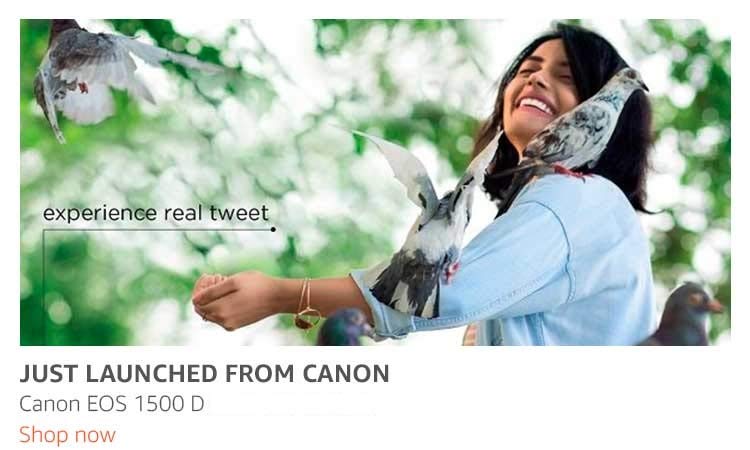 experience real tweet
JUST LAUNCHED FROM CANON
Canon EOS 1500 D
Shop now